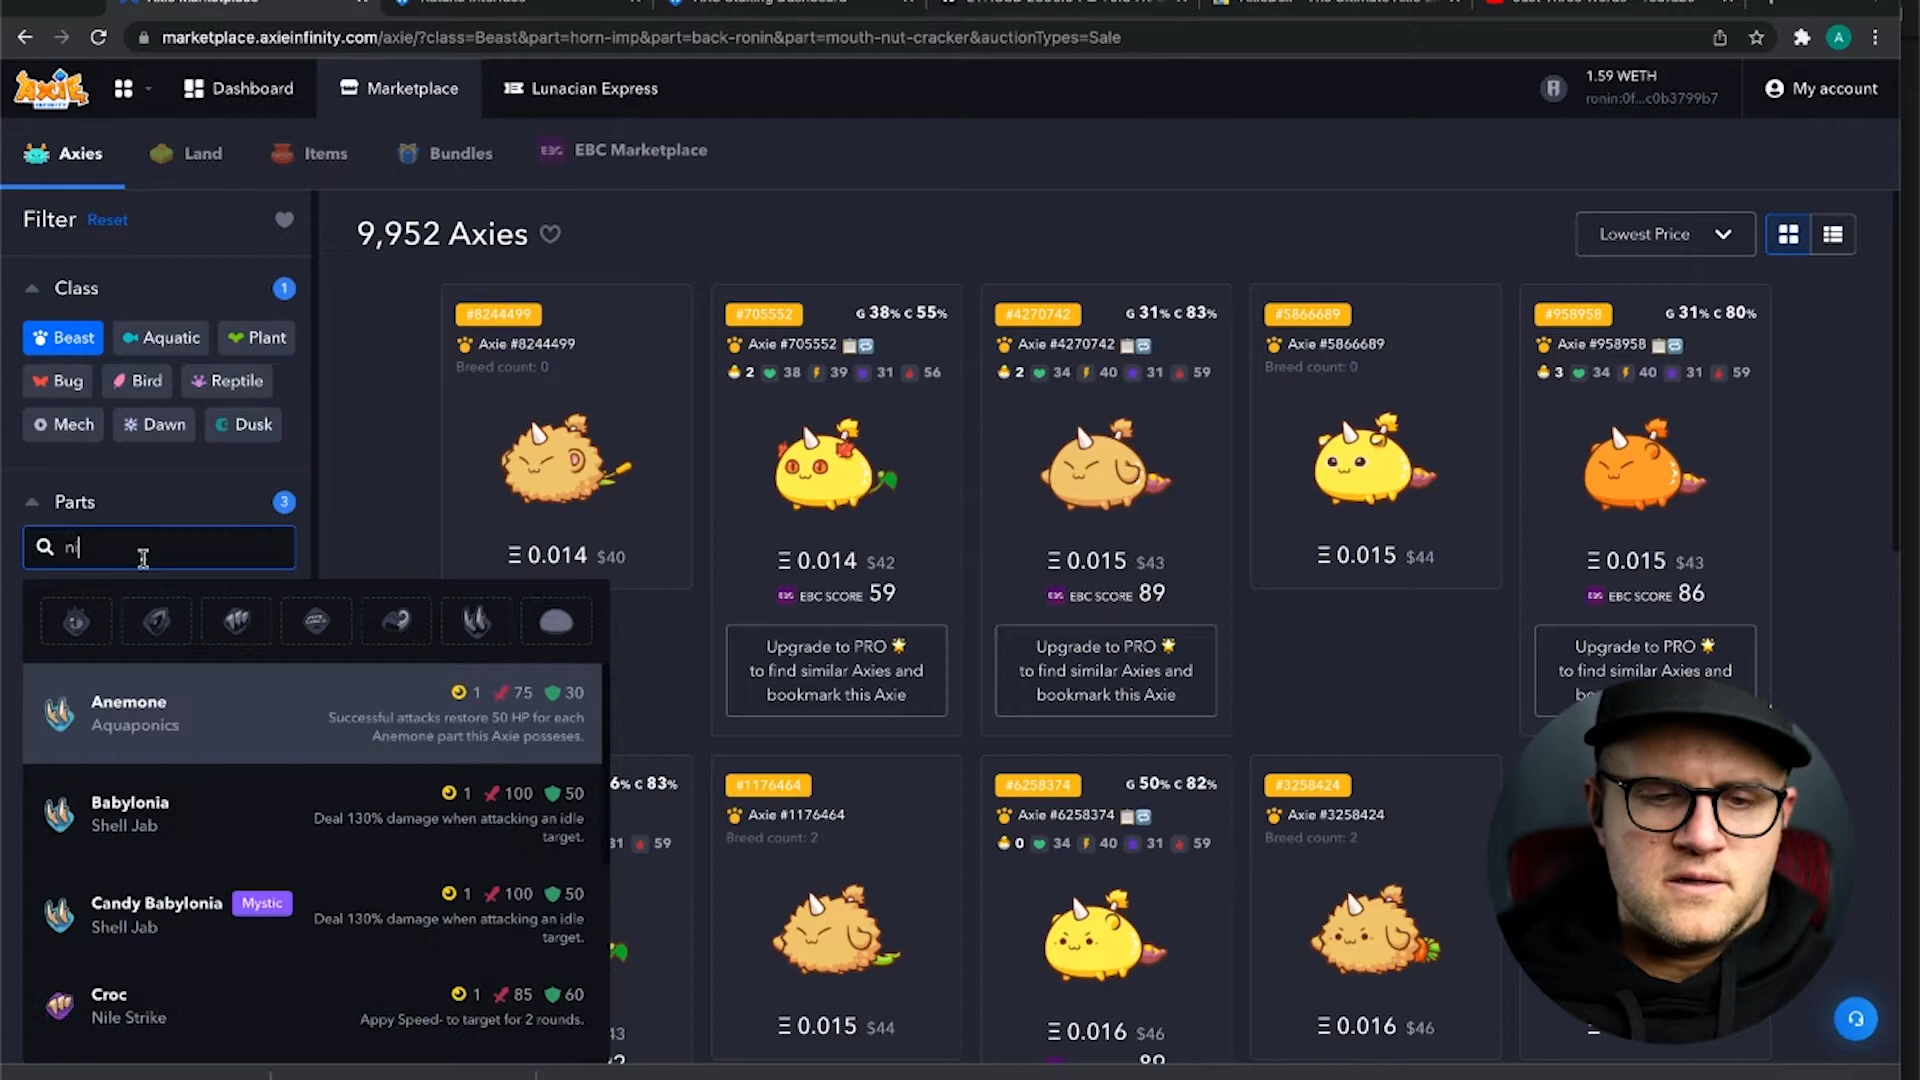 marketplace.axieinfinity.com/axie/?class=Beast&part=horn-imp&part=back-ronin&part=mouth-nut-cracker&auctionTypes=Sale
A
AXIE
INFINITY
Dashboard
Marketplace
Lunacian Express
1.59 WETH
ronin:0f...c0b3799b7
My account
Axies
Land
Items
Bundles
EBC Marketplace
Filter Reset
9,952 Axies
Lowest Price
Class 1
Beast Aquatic Plant
Bug Bird Reptile
Mech Dawn Dusk
Parts 3
ni
Anemone
Aquaponics
1 75 30
Successful attacks restore 50 HP for each
Anemone part this Axie posseses.
Babylonia
Shell Jab
1 100 50
Deal 130% damage when attacking an idle
target.
Candy Babylonia Mystic
Shell Jab
1 100 50
Deal 130% damage when attacking an idle
target.
Croc
Nile Strike
1 85 60
Appy Speed- to target for 2 rounds.
#8244499
Axie #8244499
Breed count: 0
Ξ 0.014 $40
#705552 G 38% C 55%
Axie #705552
2 38 39 31 56
Ξ 0.014 $42
EBC SCORE 59
Upgrade to PRO
to find similar Axies and
bookmark this Axie
#4270742 G 31% C 83%
Axie #4270742
2 34 40 31 59
Ξ 0.015 $43
EBC SCORE 89
Upgrade to PRO
to find similar Axies and
bookmark this Axie
#5866689
Axie #5866689
Breed count: 0
Ξ 0.015 $44
#958958 G 31% C 80%
Axie #958958
3 34 40 31 59
Ξ 0.015 $43
EBC SCORE 86
Upgrade to PRO
to find similar Axies and
6% C 83%
31 59
#1176464
Axie #1176464
Breed count: 2
Ξ 0.015 $44
#6258374 G 50% C 82%
Axie #6258374
0 34 40 31 59
Ξ 0.016 $46
#3258424
Axie #3258424
Breed count: 2
Ξ 0.016 $46